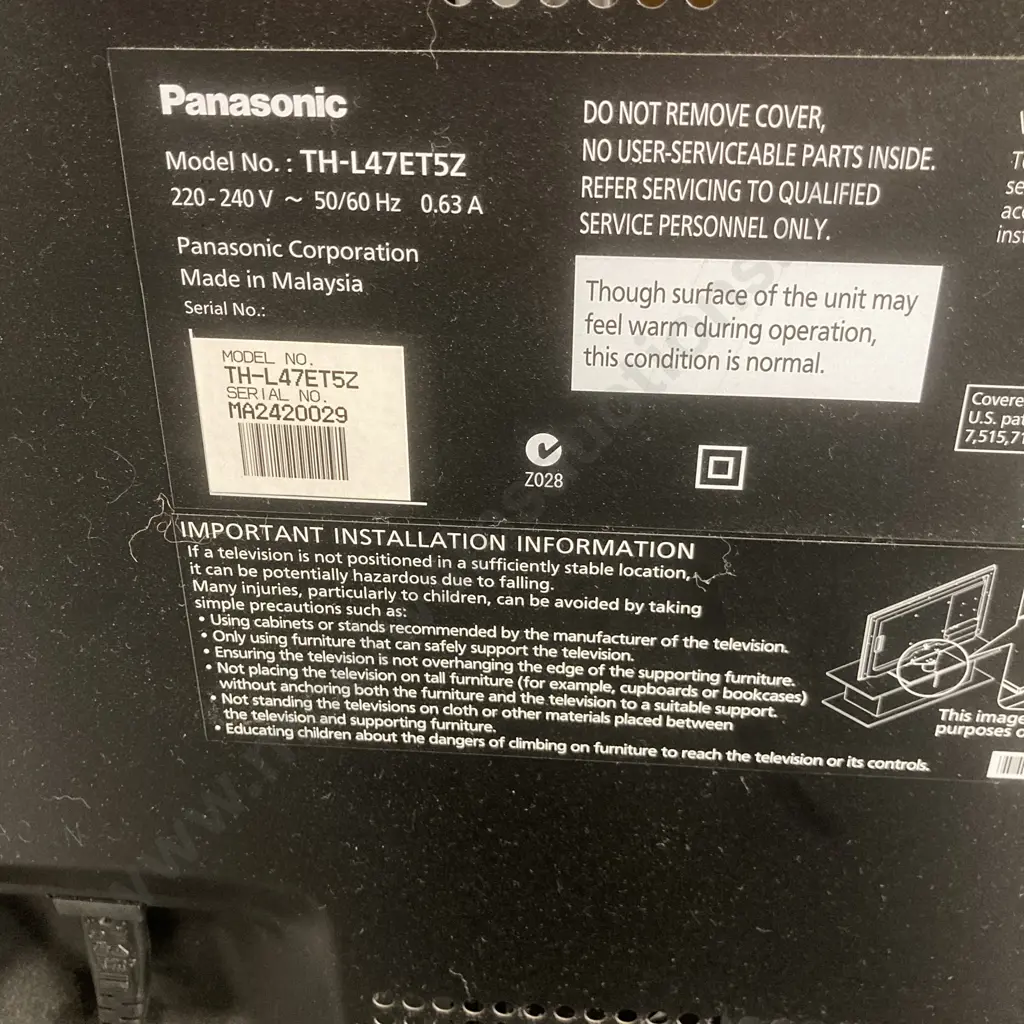 Panasonic
Model No. : TH-L47ET5Z
220 - 240 V ~ 50/60 Hz 0.63 A
Panasonic Corporation
Made in Malaysia
Serial No.:
MODEL NO.
TH-L47ET5Z
SERIAL NO.
MA2420029
DO NOT REMOVE COVER,
NO USER-SERVICEABLE PARTS INSIDE.
REFER SERVICING TO QUALIFIED
SERVICE PERSONNEL ONLY.
Though surface of the unit may
feel warm during operation,
this condition is normal.
Z028
Covere
U.S. pat
7,515,7
IMPORTANT INSTALLATION INFORMATION
If a television is not positioned in a sufficiently stable location,
it can be potentially hazardous due to falling.
Many injuries, particularly to children, can be avoided by taking
simple precautions such as:
• Using cabinets or stands recommended by the manufacturer of the television.
• Only using furniture that can safely support the television.
• Ensuring the television is not overhanging the edge of the supporting furniture.
• Not placing the television on tall furniture (for example, cupboards or bookcases)
without anchoring both the furniture and the television to a suitable support.
• Not standing the televisions on cloth or other materials placed between
the television and supporting furniture.
• Educating children about the dangers of climbing on furniture to reach the television or its controls.
This image
purposes o